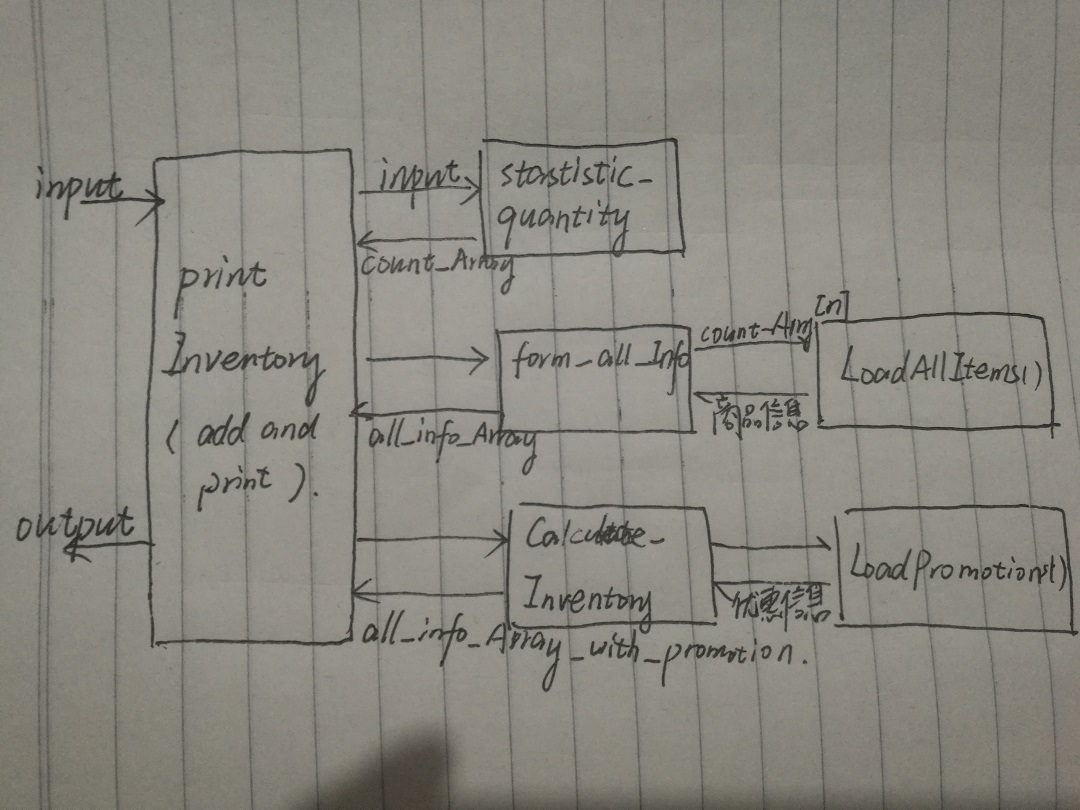 input
print
Inventory
( add and
print ).
output
input
statistic_
quantity
count_Array
form_all_Info
all_info_Array
count_Array
[n]
LoadAllItems()
商品信息
Calculate_
Inventory
all_info_Array_with_promotion.
LoadPromotions()
优惠信息